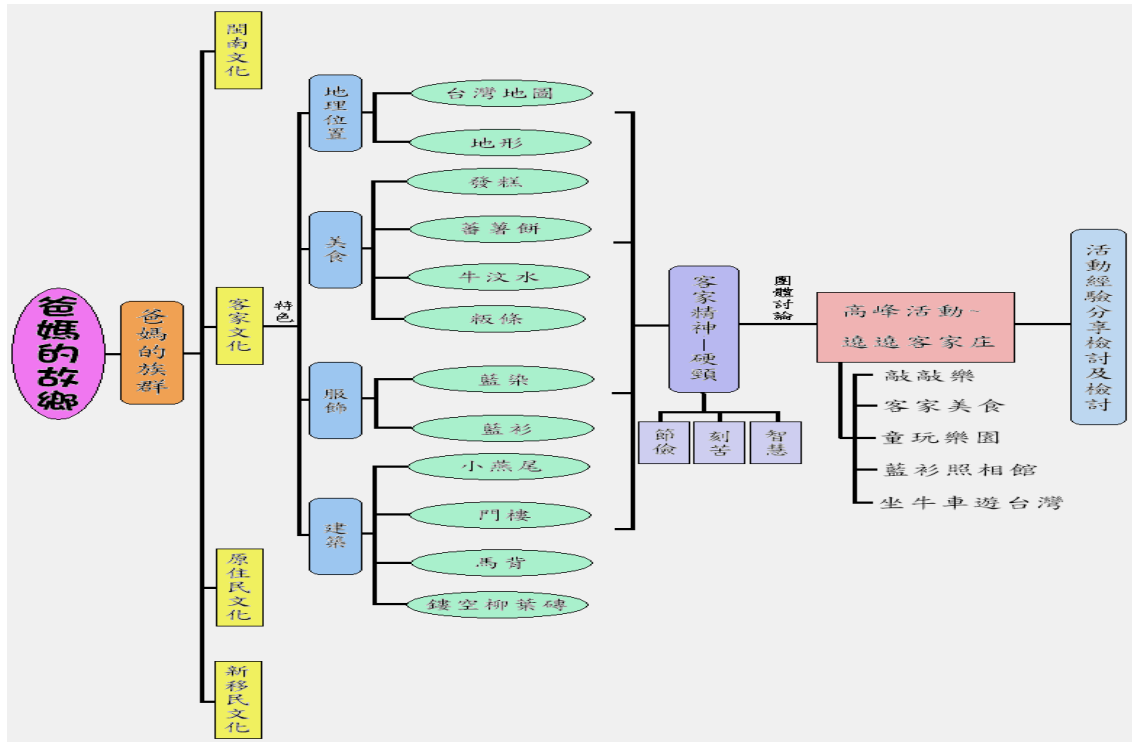 爸媽的故鄉
爸媽的族群
閩南文化
客家文化
原住民文化
新移民文化
特色
地理位置
台灣地圖
地形
美食
發糕
蕃薯餅
牛汶水
粄條
服飾
藍染
藍衫
建築
小燕尾
門樓
馬背
鏤空柳葉磚
客家精神－硬頸
節儉
刻苦
智慧
團體討論
高峰活動~
遶遶客家庄
敲敲樂
客家美食
童玩樂園
藍衫照相館
坐牛車遊台灣
活動經驗分享檢討及檢討